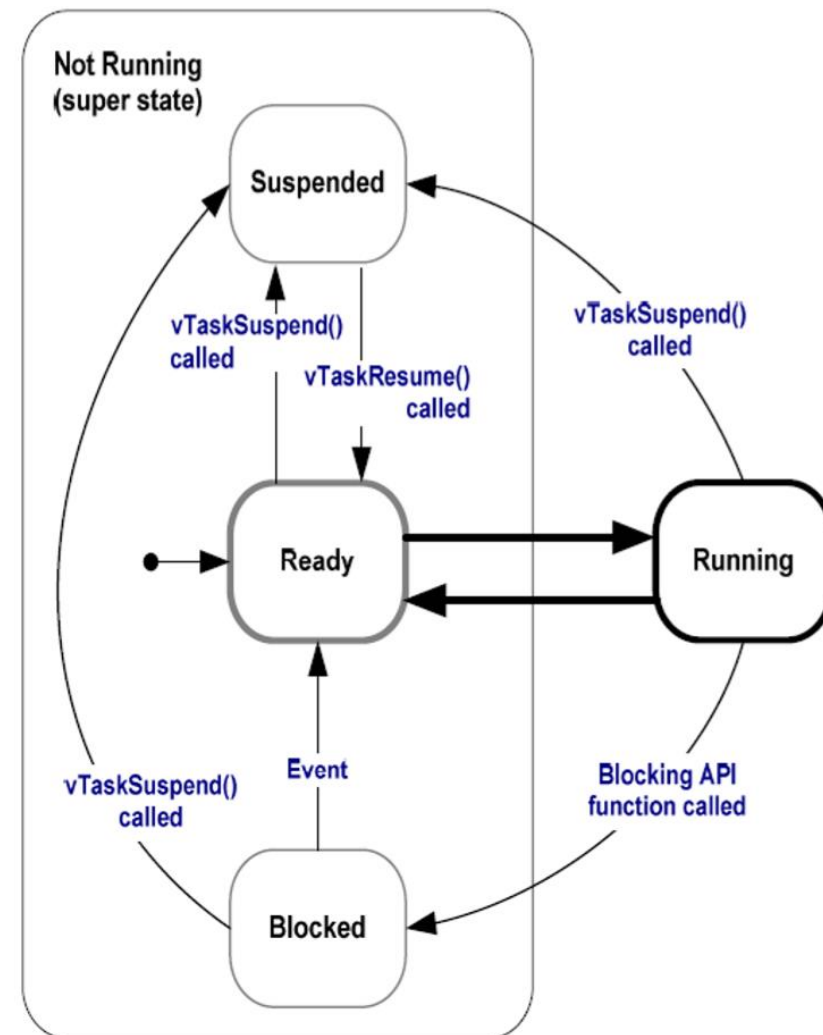 Not Running
(super state)
Suspended
vTaskSuspend()
called
vTaskResume()
called
vTaskSuspend()
called
Ready
Running
Event
vTaskSuspend()
called
Blocking API
function called
Blocked